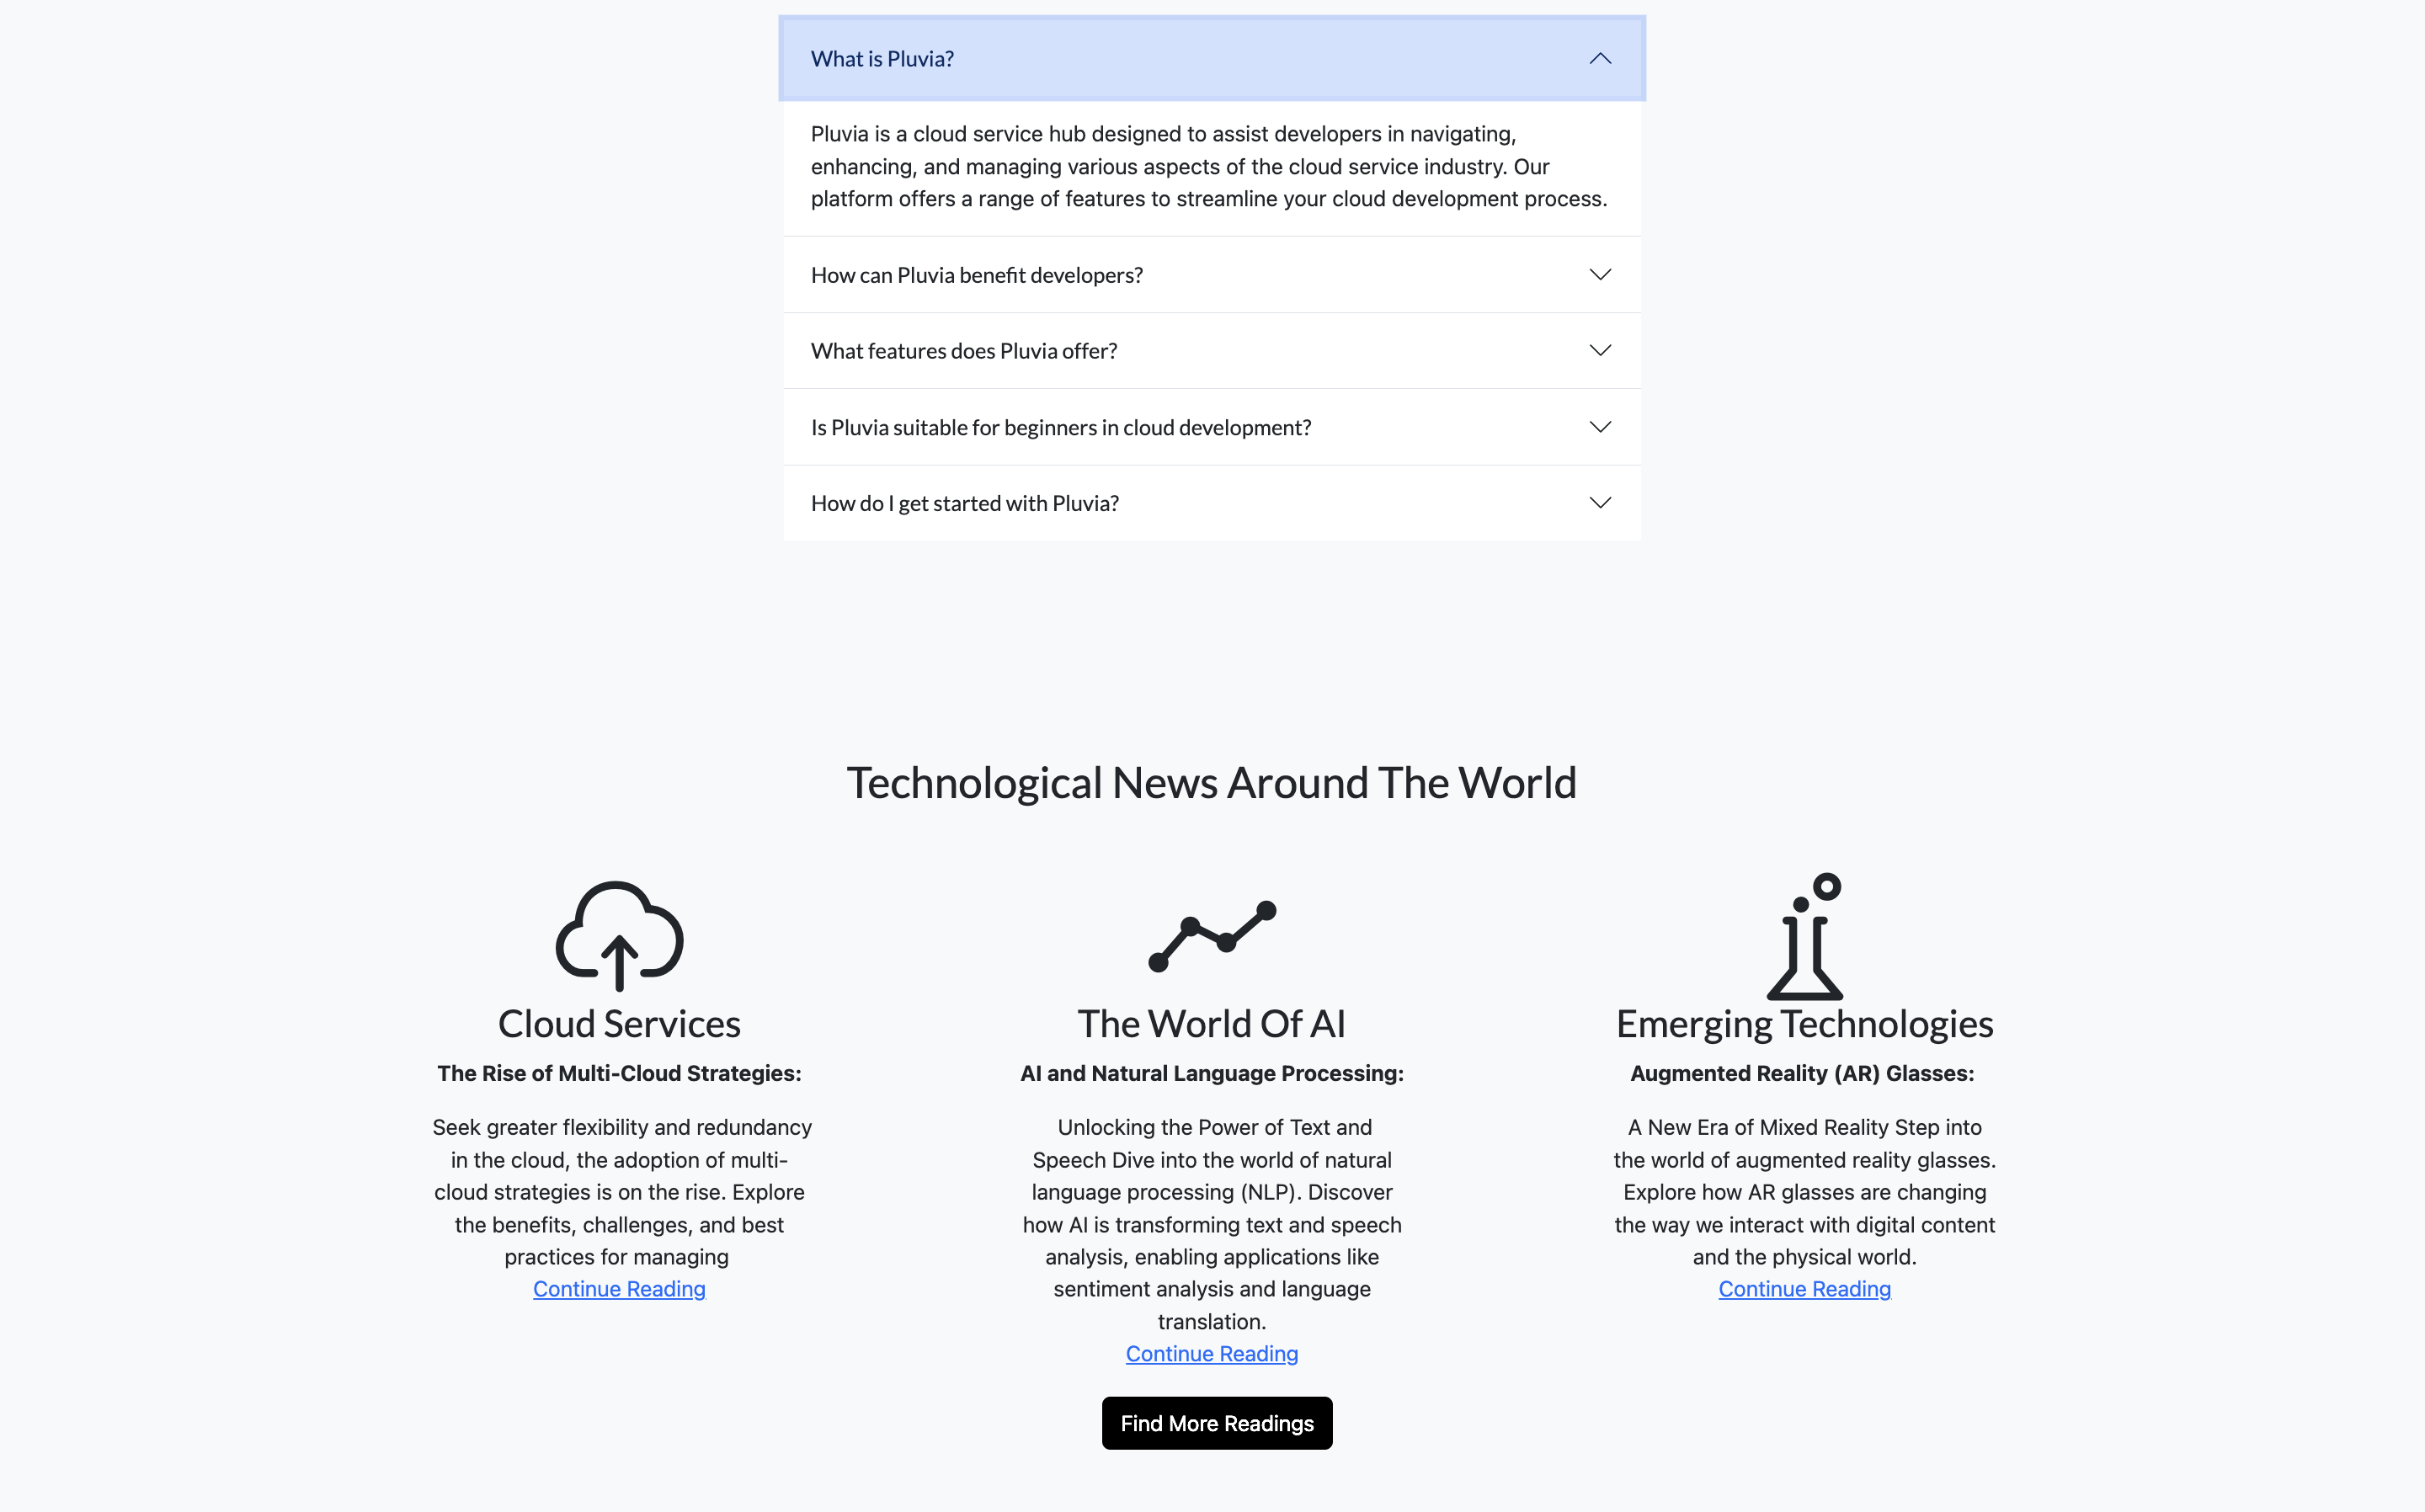 What is Pluvia?
Pluvia is a cloud service hub designed to assist developers in navigating,
enhancing, and managing various aspects of the cloud service industry. Our
platform offers a range of features to streamline your cloud development process.
How can Pluvia benefit developers?
What features does Pluvia offer?
Is Pluvia suitable for beginners in cloud development?
How do I get started with Pluvia?
Technological News Around The World
Cloud Services
The Rise of Multi-Cloud Strategies:
Seek greater flexibility and redundancy
in the cloud, the adoption of multi-
cloud strategies is on the rise. Explore
the benefits, challenges, and best
practices for managing
Continue Reading
The World Of AI
AI and Natural Language Processing:
Unlocking the Power of Text and
Speech Dive into the world of natural
language processing (NLP). Discover
how AI is transforming text and speech
analysis, enabling applications like
sentiment analysis and language
translation.
Continue Reading
Emerging Technologies
Augmented Reality (AR) Glasses:
A New Era of Mixed Reality Step into
the world of augmented reality glasses.
Explore how AR glasses are changing
the way we interact with digital content
and the physical world.
Continue Reading
Find More Readings